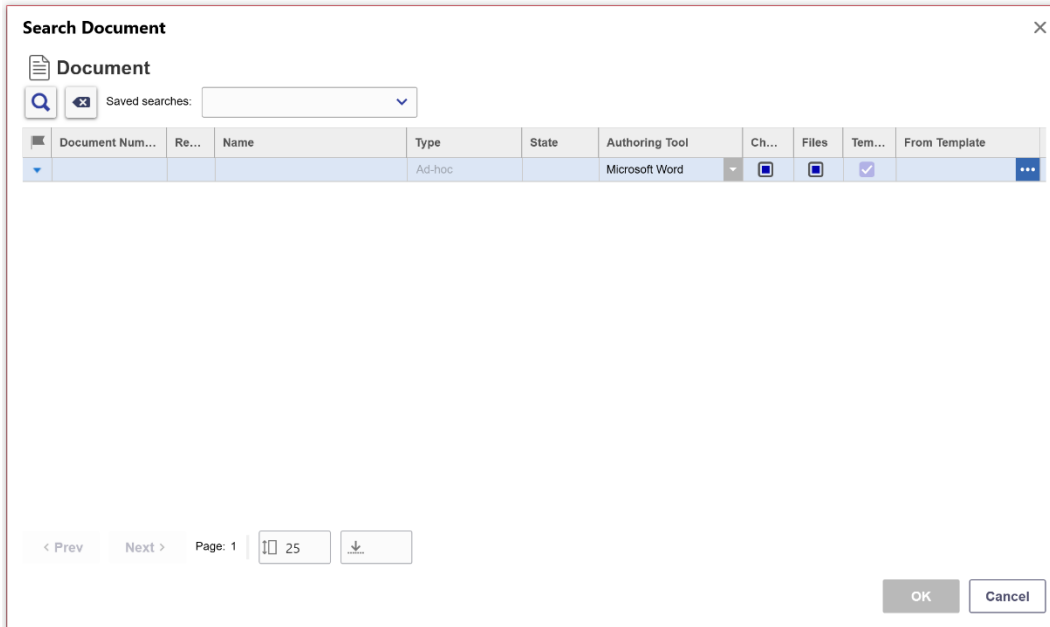 Search Document
Document
Saved searches:
Document Num... Re... Name Type State Authoring Tool Ch... Files Tem... From Template
Ad-hoc Microsoft Word
< Prev Next > Page: 1 25
OK Cancel